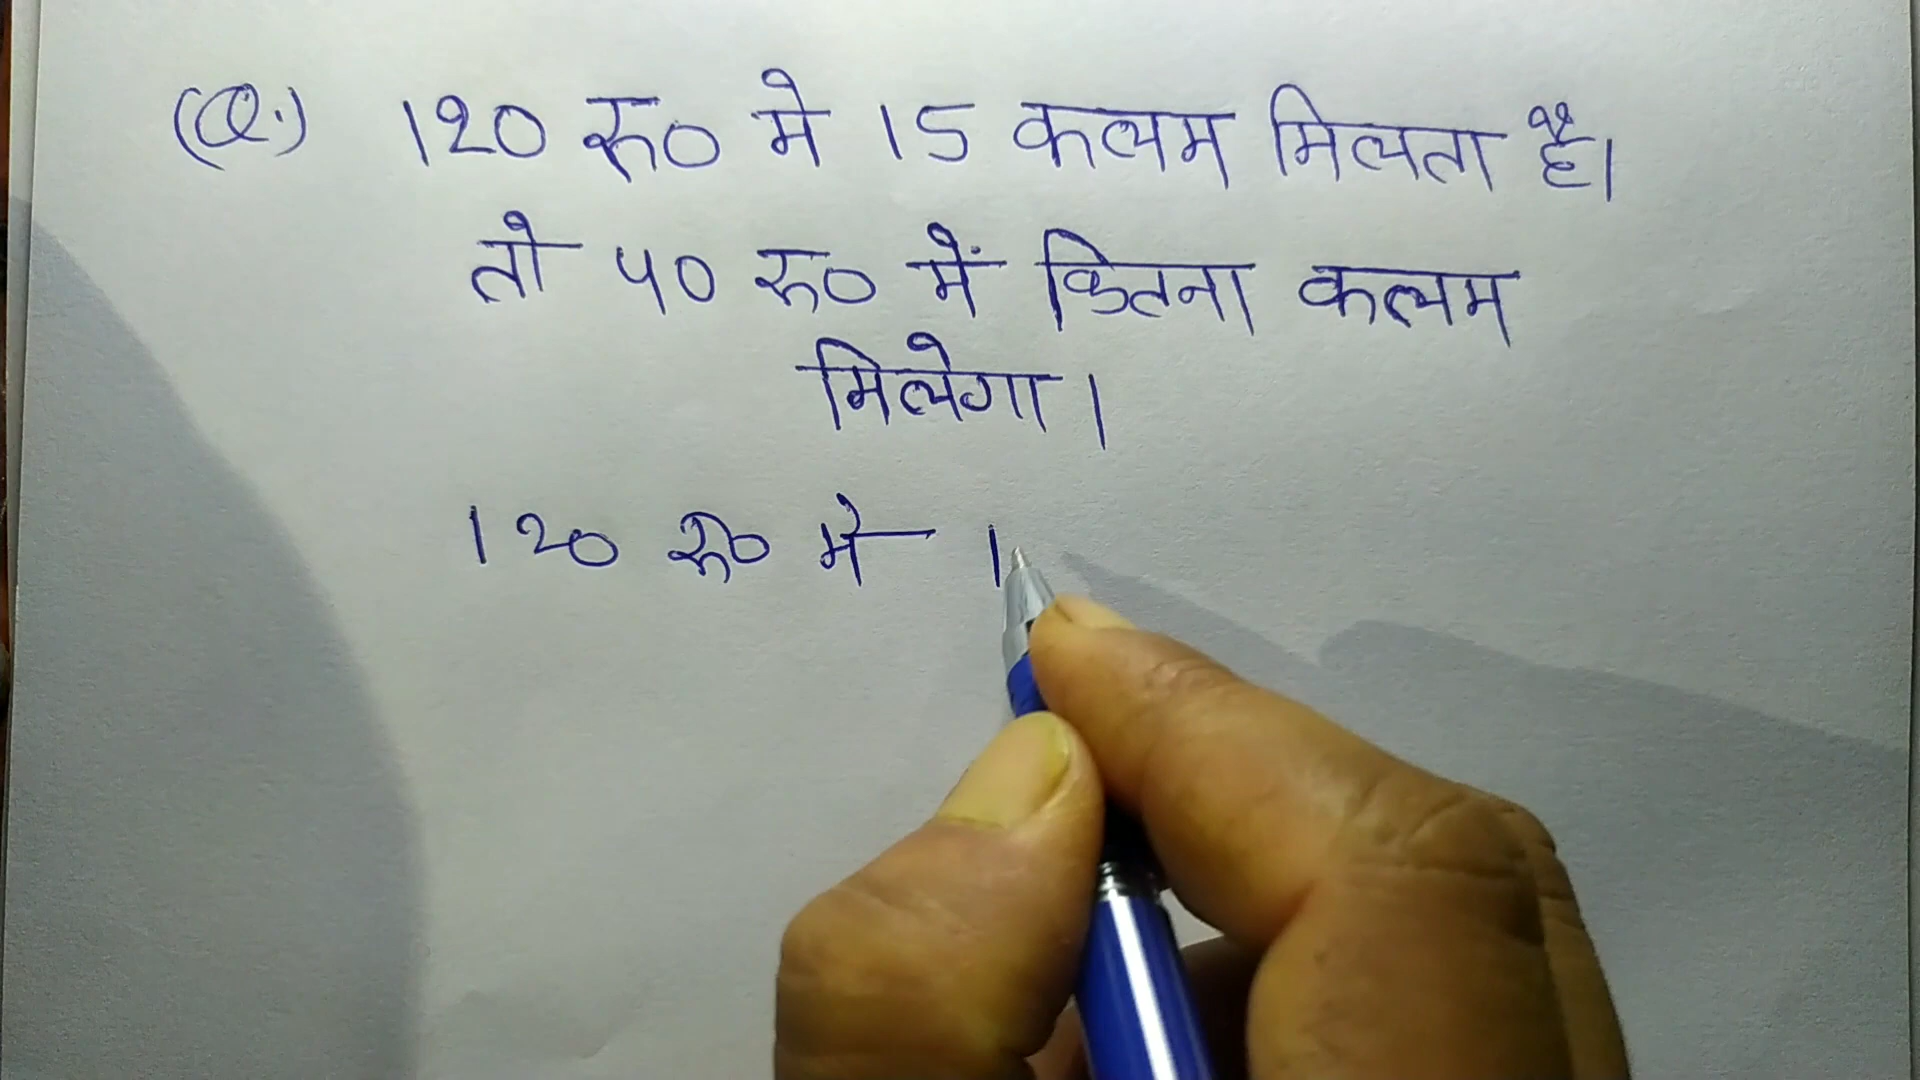 (Q.) 120 रू० मे 15 कलम मिलता है।
तो 40 रू० में कितना कलम
मिलेगा।
120 रू० मे 1